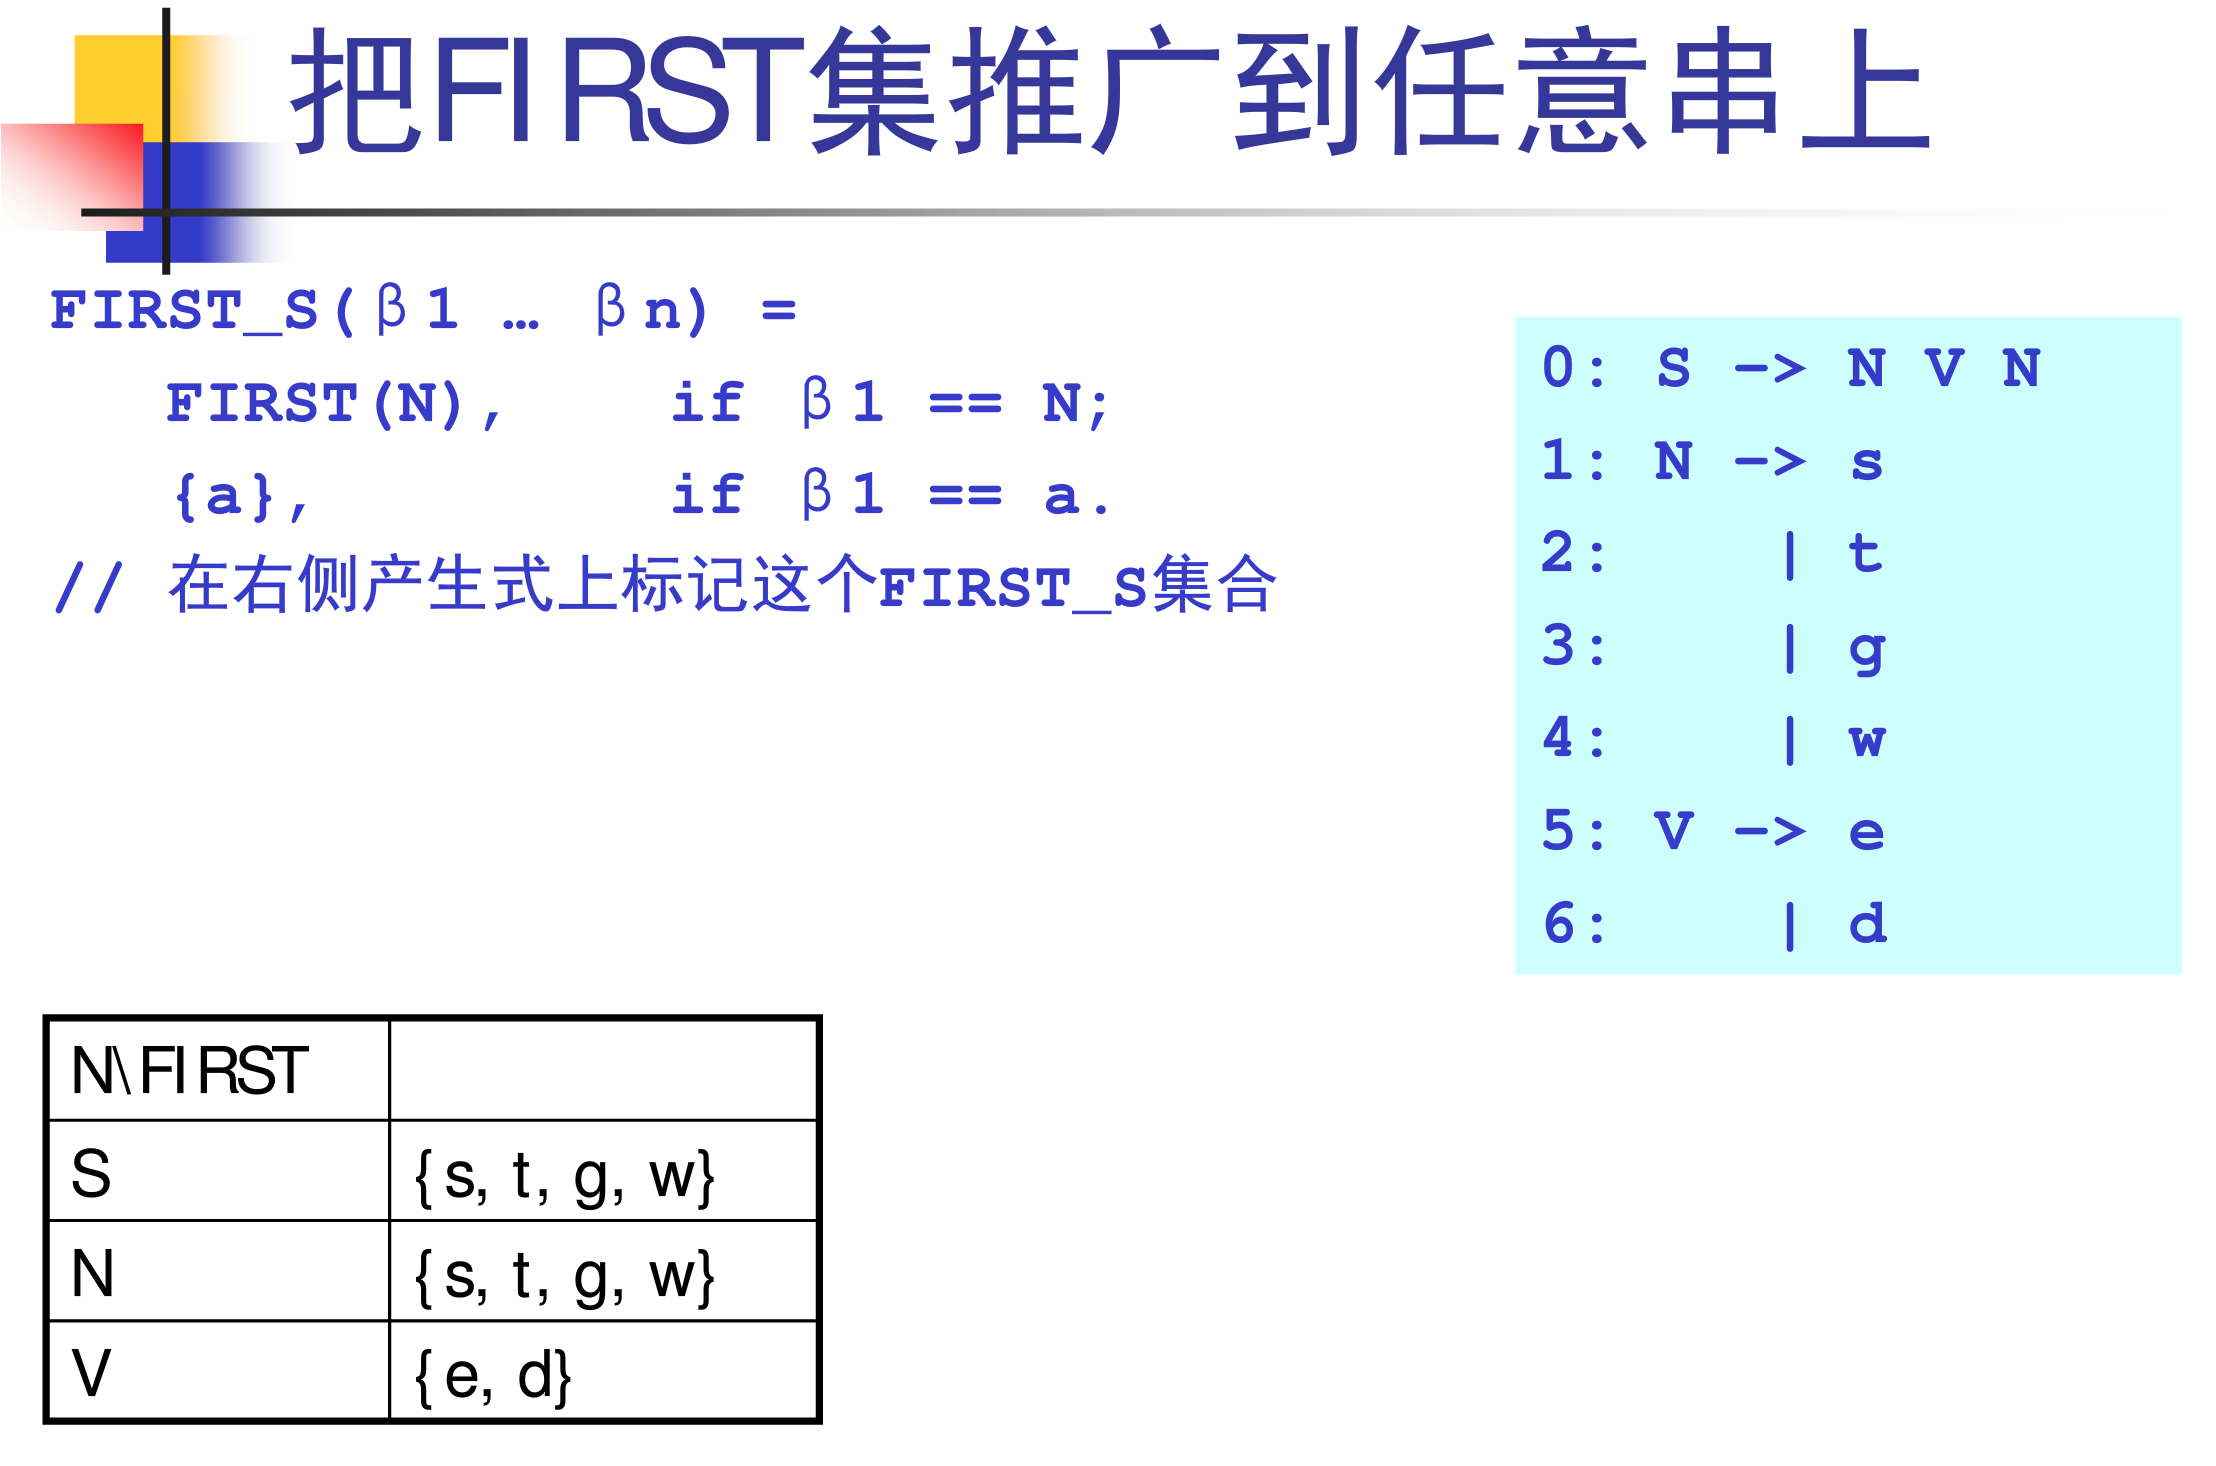 把FIRST集推广到任意串上
FIRST_S(β1 … βn) =
FIRST(N), if β1 == N;
{a}, if β1 == a.
// 在右侧产生式上标记这个FIRST_S集合
0: S -> N V N
1: N -> s
2: | t
3: | g
4: | w
5: V -> e
6: | d
N\FIRST
S {s, t, g, w}
N {s, t, g, w}
V {e, d}